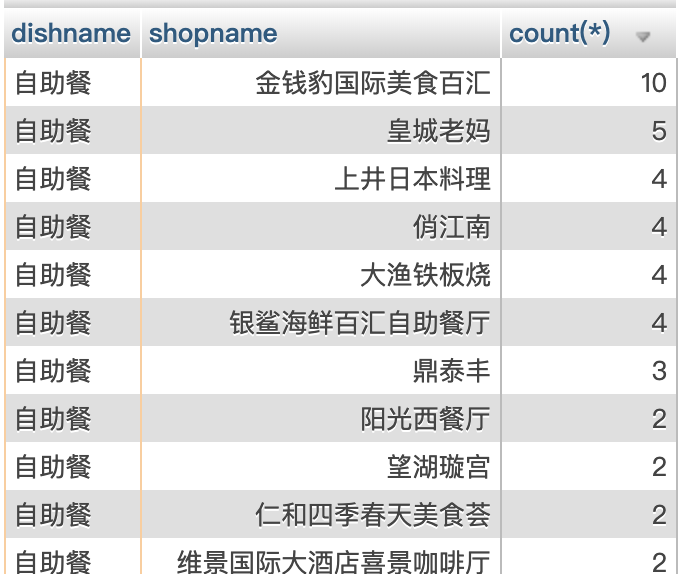 dishname shopname count(*)
自助餐 金钱豹国际美食百汇 10
自助餐 皇城老妈 5
自助餐 上井日本料理 4
自助餐 俏江南 4
自助餐 大渔铁板烧 4
自助餐 银鲨海鲜百汇自助餐厅 4
自助餐 鼎泰丰 3
自助餐 阳光西餐厅 2
自助餐 望湖璇宫 2
自助餐 仁和四季春天美食荟 2
自助餐 维景国际大酒店喜景咖啡厅 2